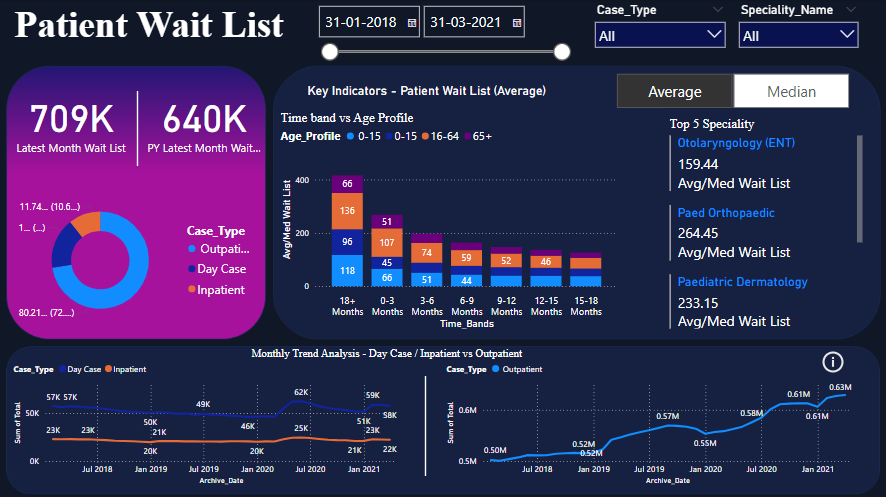 Patient Wait List
31-01-2018
31-03-2021
Case_Type
All
Speciality_Name
All
709K
Latest Month Wait List
640K
PY Latest Month Wait...
11.74... (10.6...)
1... (...)
80.21... (72....)
Case_Type
Outpati...
Day Case
Inpatient
Key Indicators - Patient Wait List (Average)
Average
Median
Time band vs Age Profile
Age_Profile 0-15 0-15 16-64 65+
Avg/Med Wait List
400
200
0
66
136
96
118
51
107
45
66
74
51
59
44
52
46
18+ Months
0-3 Months
3-6 Months
6-9 Months
9-12 Months
12-15 Months
15-18 Months
Time_Bands
Top 5 Speciality
Otolaryngology (ENT)
159.44
Avg/Med Wait List
Paed Orthopaedic
264.45
Avg/Med Wait List
Paediatric Dermatology
233.15
Avg/Med Wait List
Monthly Trend Analysis - Day Case / Inpatient vs Outpatient
Case_Type Day Case Inpatient
Sum of Total
50K
0K
57K 57K 50K 49K 46K 62K 51K 59K 58K
23K 23K 20K 21K 20K 25K 21K 23K 22K
Jul 2018 Jan 2019 Jul 2019 Jan 2020 Jul 2020 Jan 2021
Archive_Date
Case_Type Outpatient
Sum of Total
0.6M
0.5M
0.50M 0.52M 0.52M 0.57M 0.55M 0.58M 0.61M 0.61M 0.63M
Jul 2018 Jan 2019 Jul 2019 Jan 2020 Jul 2020 Jan 2021
Archive_Date